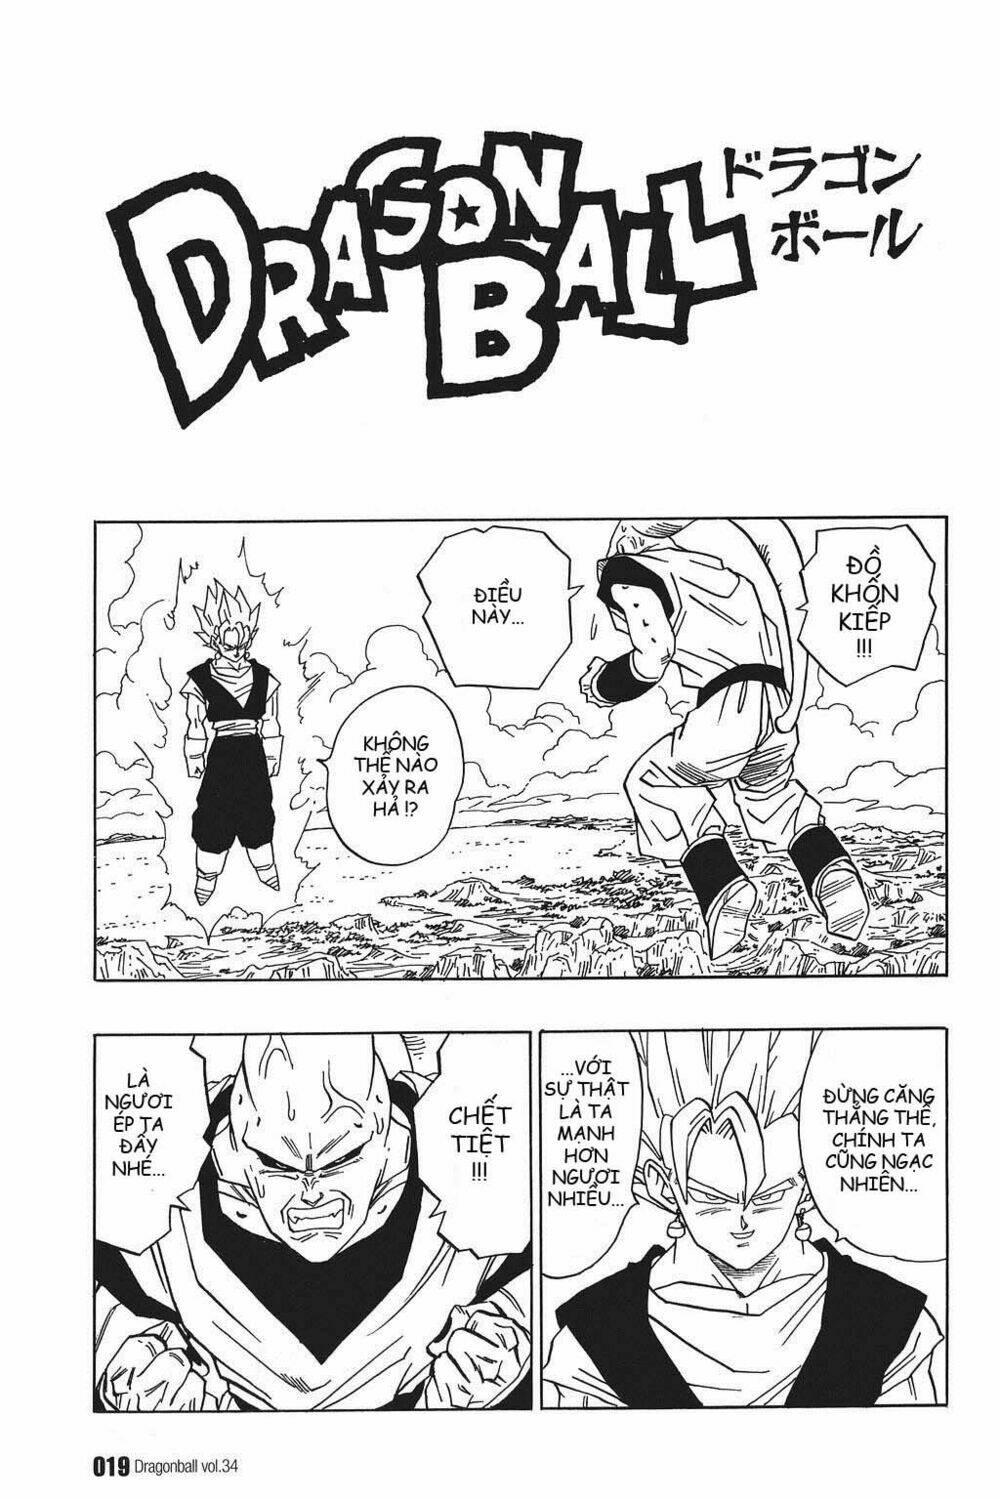 DRAGON BALL
ドラゴン
ボール
ĐỒ
KHỐN
KIẾP
!!!
ĐIỀU
NÀY...
KHÔNG
THỂ NÀO
XẢY RA
HẢ !?
ĐỪNG CĂNG
THẲNG THẾ,
CHÍNH TA
CŨNG NGẠC
NHIÊN...
...VỚI
SỰ THẬT
LÀ TA
MẠNH
HƠN
NGƯƠI
NHIỀU...
CHẾT
TIỆT
!!!
LÀ
NGƯƠI
ÉP TA
ĐẤY
NHÉ...
019 Dragonball vol.34